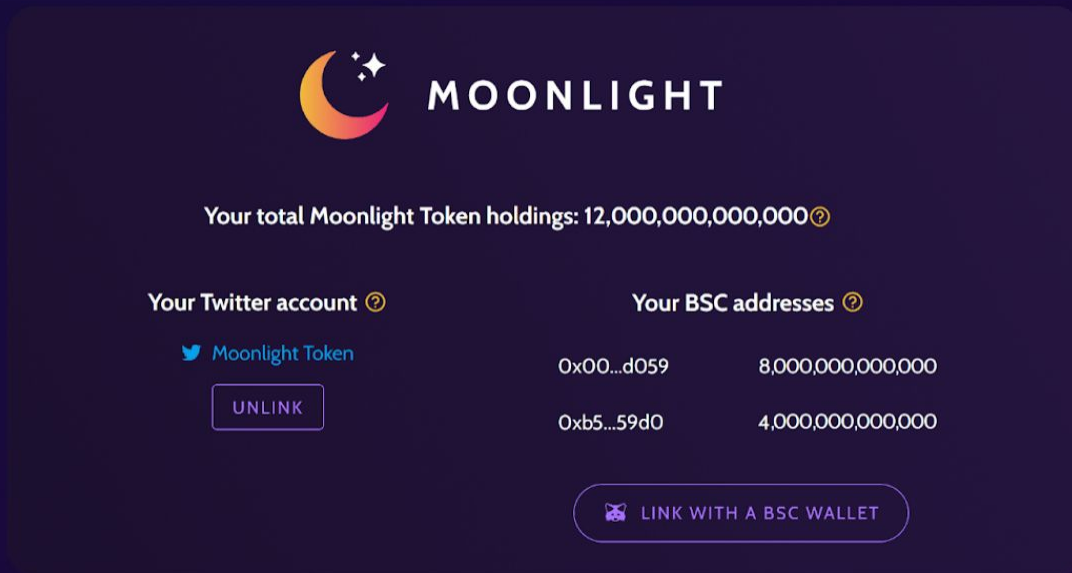 MOONLIGHT
Your total Moonlight Token holdings: 12,000,000,000,000 ?
Your Twitter account ?
Moonlight Token
UNLINK
Your BSC addresses ?
0x00...d059 8,000,000,000,000
0xb5...59d0 4,000,000,000,000
LINK WITH A BSC WALLET